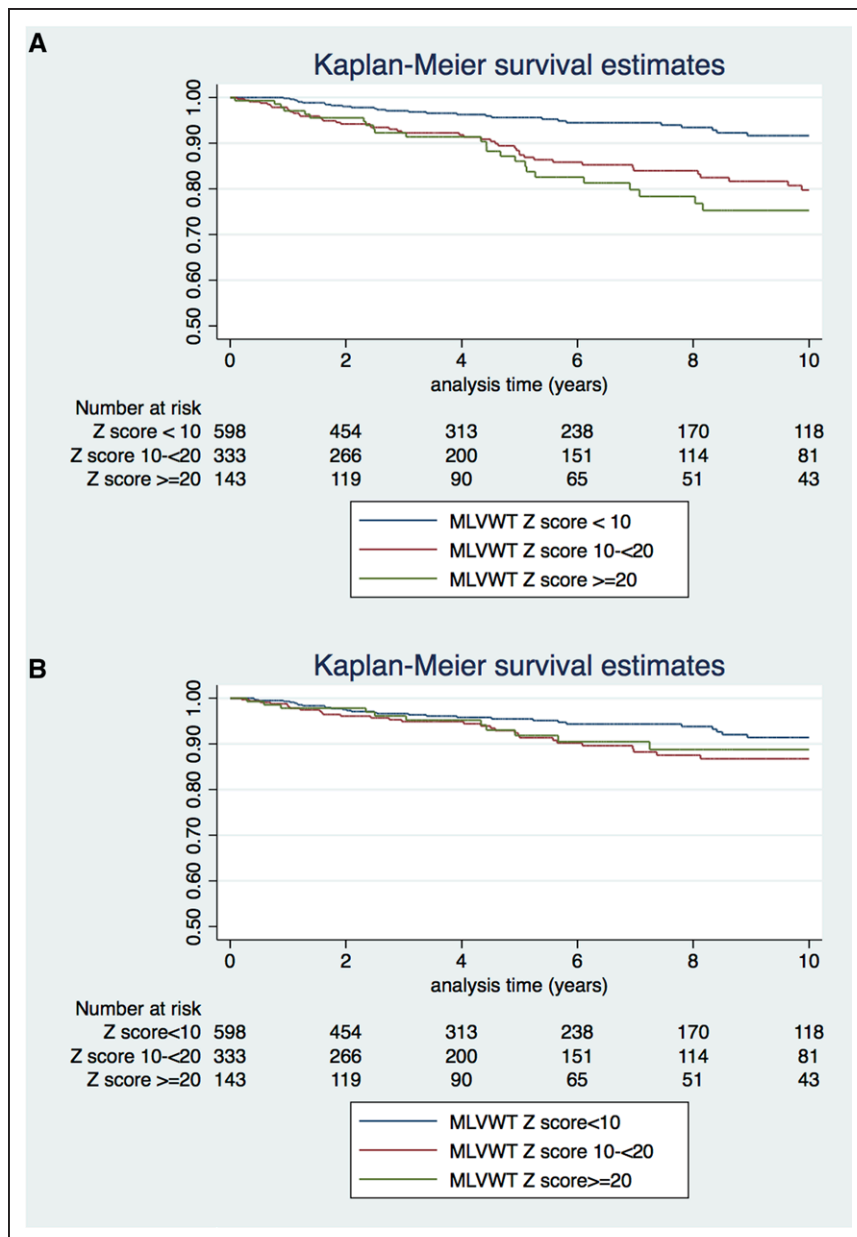 A
Kaplan-Meier survival estimates
1.00
0.90
0.80
0.70
0.60
0.50
0 2 4 6 8 10
analysis time (years)
Number at risk
Z score < 10 598 454 313 238 170 118
Z score 10-<20 333 266 200 151 114 81
Z score >=20 143 119 90 65 51 43
MLVWT Z score < 10
MLVWT Z score 10-<20
MLVWT Z score >=20
B
Kaplan-Meier survival estimates
1.00
0.90
0.80
0.70
0.60
0.50
0 2 4 6 8 10
analysis time (years)
Number at risk
Z score<10 598 454 313 238 170 118
Z score 10-<20 333 266 200 151 114 81
Z score >=20 143 119 90 65 51 43
MLVWT Z score<10
MLVWT Z score 10-<20
MLVWT Z score>=20